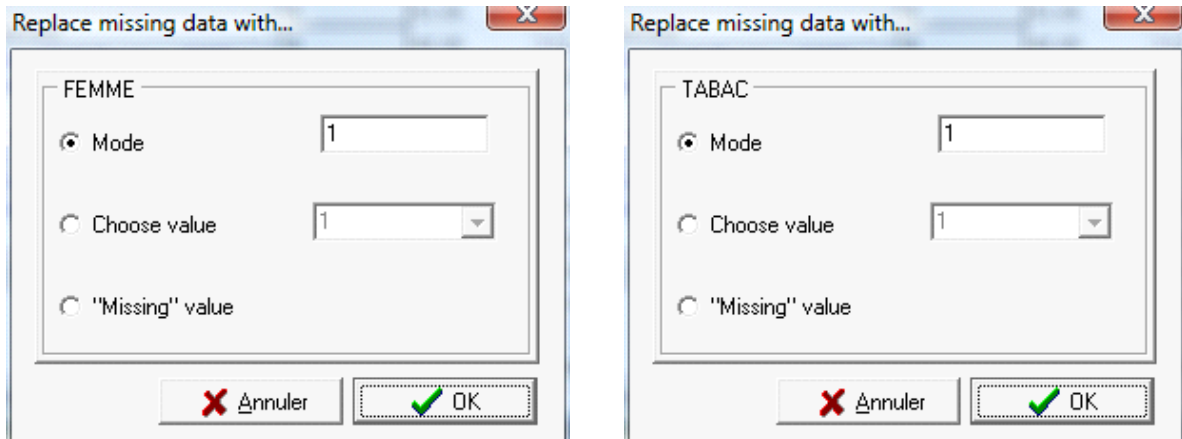 Replace missing data with...
FEMME
Mode 1
Choose value 1
"Missing" value
Annuler OK
Replace missing data with...
TABAC
Mode 1
Choose value 1
"Missing" value
Annuler OK